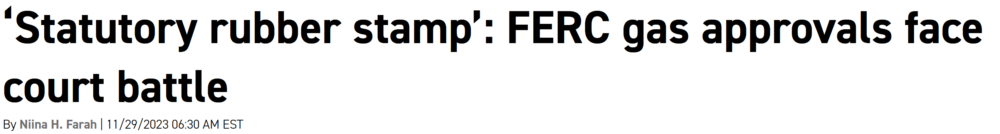 ‘Statutory rubber stamp’: FERC gas approvals face
court battle
By Niina H. Farah | 11/29/2023 06:30 AM EST